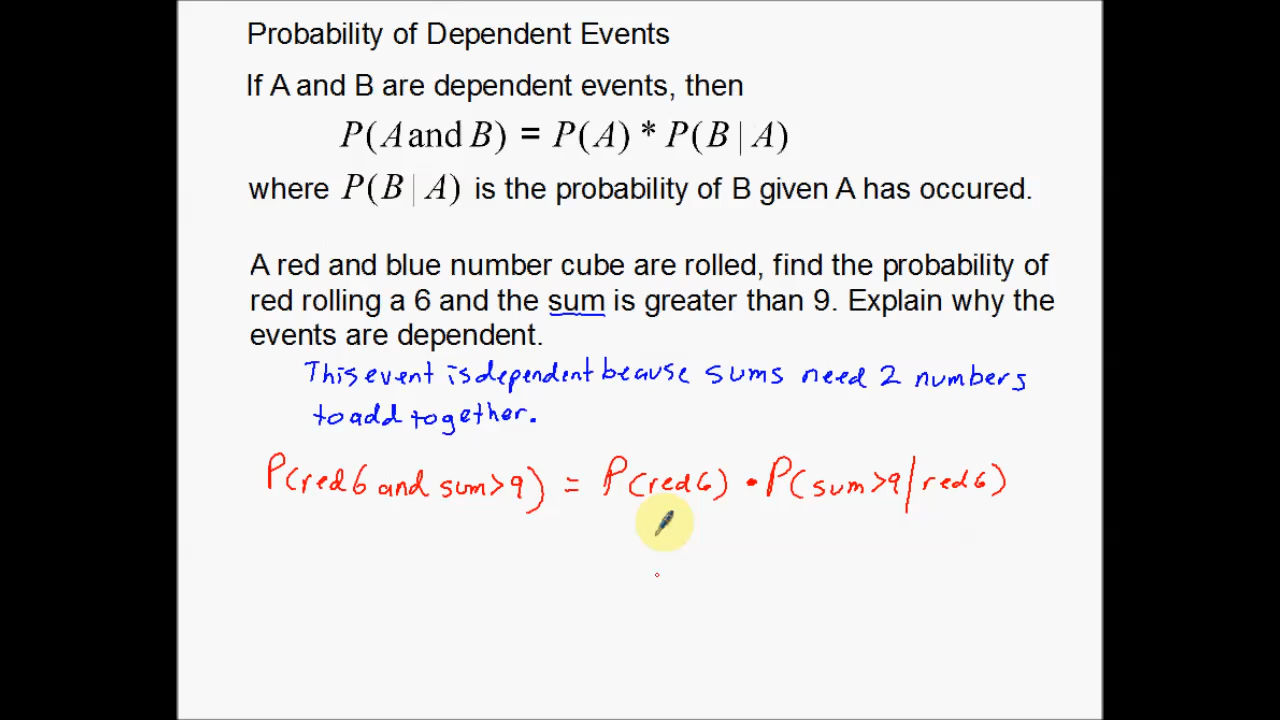 Probability of Dependent Events
If A and B are dependent events, then
P(A and B) = P(A) * P(B | A)
where P(B | A) is the probability of B given A has occured.
A red and blue number cube are rolled, find the probability of
red rolling a 6 and the sum is greater than 9. Explain why the
events are dependent.
This event is dependent beacuse sums need 2 numbers
to add together.
P(red 6 and sum > 9) = P(red 6) • P(sum > 9 | red 6)